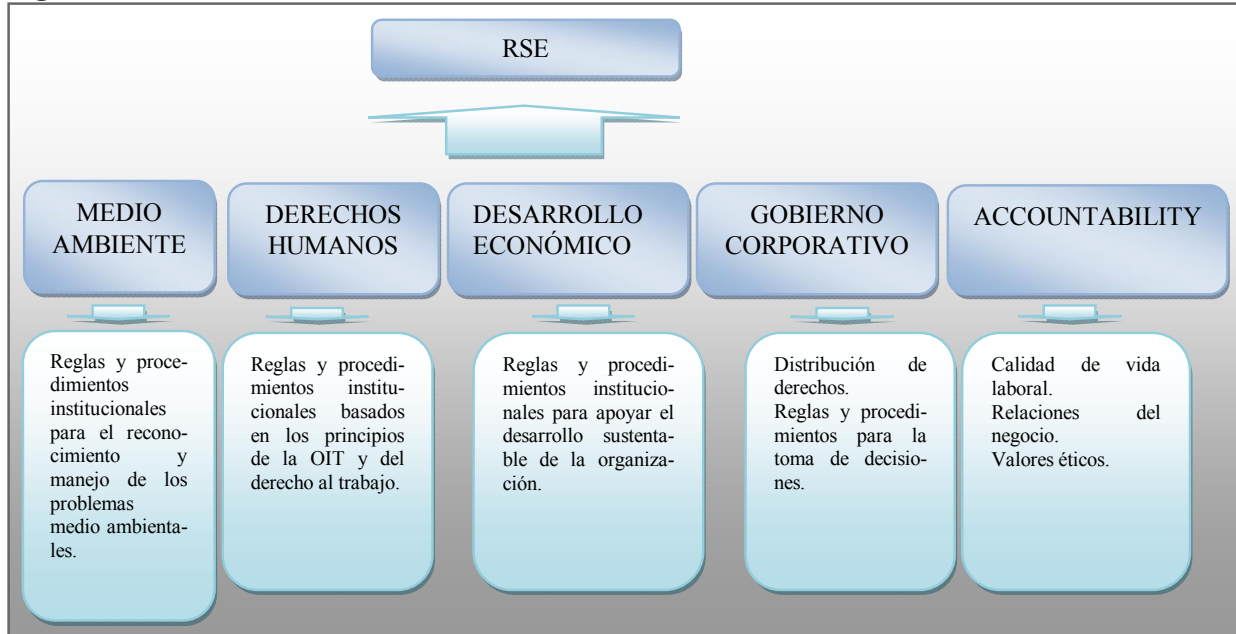 RSE
MEDIO
AMBIENTE
DERECHOS
HUMANOS
DESARROLLO
ECONÓMICO
GOBIERNO
CORPORATIVO
ACCOUNTABILITY
Reglas y proce-
dimientos
institucionales
para el recono-
cimiento y
manejo de los
problemas
medio ambienta-
les.
Reglas y procedi-
mientos institu-
cionales basados
en los principios
de la OIT y del
derecho al trabajo.
Reglas y procedi-
mientos institucio-
nales para apoyar el
desarrollo sustenta-
ble de la organiza-
ción.
Distribución de
derechos.
Reglas y procedi-
mientos para la
toma de decisio-
nes.
Calidad de vida
laboral.
Relaciones del
negocio.
Valores éticos.